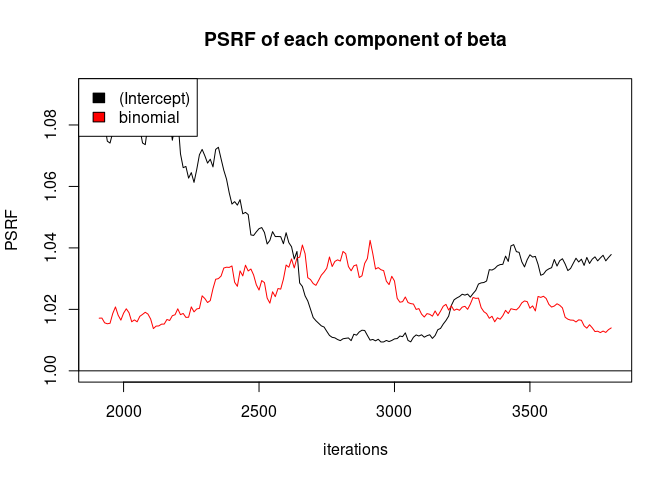 PSRF of each component of beta
(Intercept)
binomial
PSRF
1.08
1.06
1.04
1.02
1.00
2000 2500 3000 3500
iterations